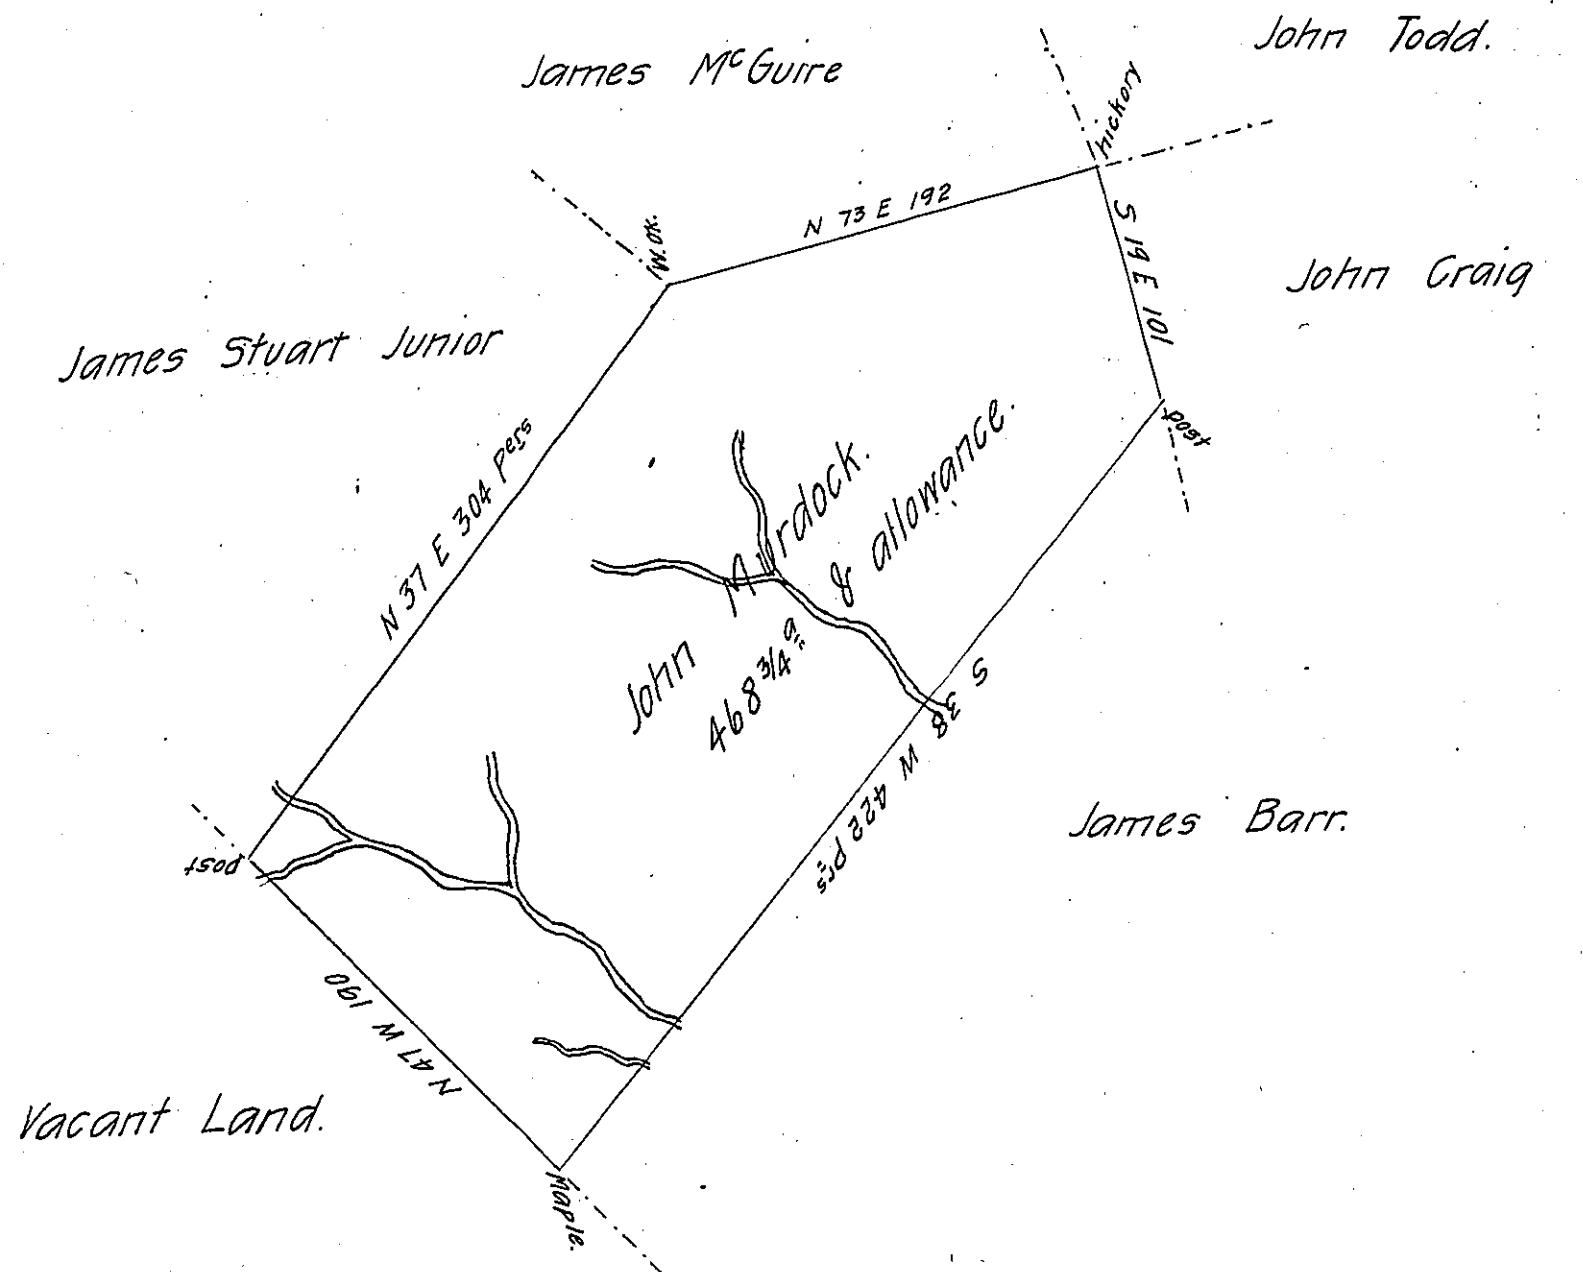 James McGuire
John Todd.
hickory
W. OK.
N 73 E 192
S 19 E 101
John Craig
James Stuart Junior
post
N 37 E 304 Pers
John Murdock.
468 3/4 a & allowance.
S 38 W 422 Prs
James Barr.
post
N 47 W 190
Vacant Land.
Maple.